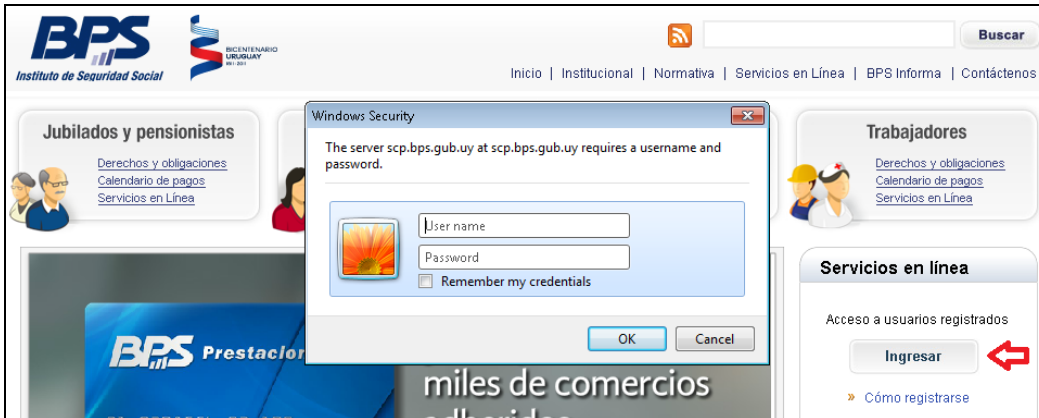 BPS
Instituto de Seguridad Social
BICENTENARIO
URUGUAY
Buscar
Inicio | Institucional | Normativa | Servicios en Línea | BPS Informa | Contáctenos
Jubilados y pensionistas
Derechos y obligaciones
Calendario de pagos
Servicios en Línea
Windows Security
The server scp.bps.gub.uy at scp.bps.gub.uy requires a username and
password.
User name
Password
Remember my credentials
OK
Cancel
Trabajadores
Derechos y obligaciones
Calendario de pagos
Servicios en Línea
BPS
miles de comercios
Servicios en línea
Acceso a usuarios registrados
Ingresar
» Cómo registrarse